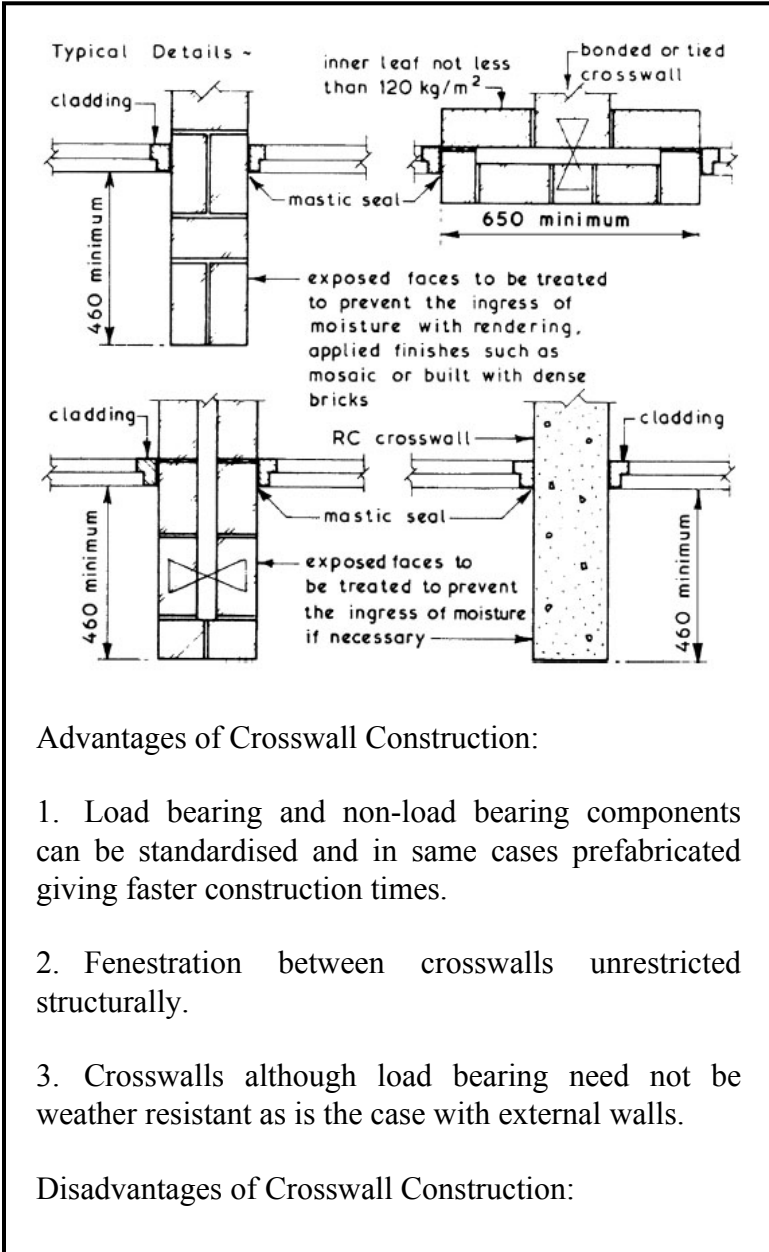 Typical Details ~
cladding
inner leaf not less
than 120 kg/m²
bonded or tied
crosswall
mastic seal
650 minimum
460 minimum
exposed faces to be treated
to prevent the ingress of
moisture with rendering,
applied finishes such as
mosaic or built with dense
bricks
cladding
RC crosswall
cladding
mastic seal
460 minimum
exposed faces to
be treated to prevent
the ingress of moisture
if necessary
460 minimum
Advantages of Crosswall Construction:
1. Load bearing and non-load bearing components
can be standardised and in same cases prefabricated
giving faster construction times.
2. Fenestration between crosswalls unrestricted
structurally.
3. Crosswalls although load bearing need not be
weather resistant as is the case with external walls.
Disadvantages of Crosswall Construction: